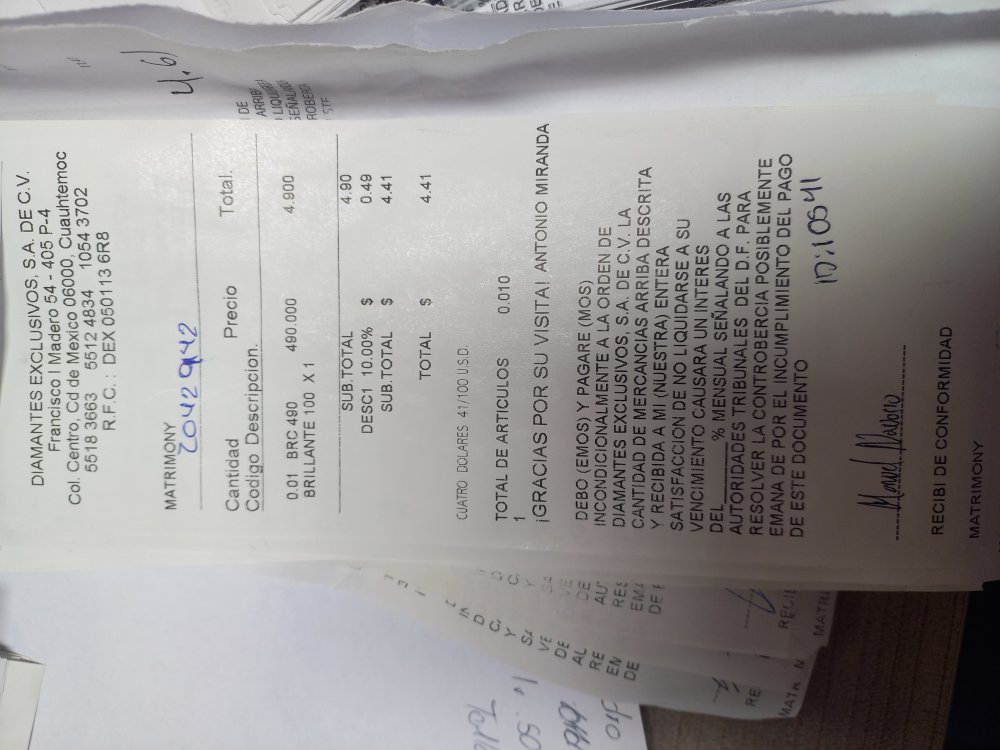 DIAMANTES EXCLUSIVOS, S.A. DE C.V.
Francisco I Madero 54 - 405 P-4
Col. Centro, Cd de Mexico 06000, Cuauhtemoc
5518 3663 5512 4834 1054 3702
R.F.C. : DEX 050113 6R8
4.61
MATRIMONY
20429442
Cantidad Precio Total.
Codigo Descripcion.
0.01 BRC 490 490.000 4.900
BRILLANTE 100 X 1
SUB.TOTAL 4.90
DESC1 10.00% $ 0.49
SUB.TOTAL $ 4.41
TOTAL $ 4.41
CUATRO DOLARES 41/100 U.S.D.
TOTAL DE ARTICULOS 0.010
1
¡GRACIAS POR SU VISITA! ANTONIO MIRANDA
DEBO (EMOS) Y PAGARE (MOS)
INCONDICIONALMENTE A LA ORDEN DE
DIAMANTES EXCLUSIVOS, S.A. DE C.V. LA
CANTIDAD DE MERCANCIAS ARRIBA DESCRITA
Y RECIBIDA A MI (NUESTRA) ENTERA
SATISFACCION DE NO LIQUIDARSE A SU
VENCIMIENTO CAUSARA UN INTERES
DEL______% MENSUAL SEÑALANDO A LAS
AUTORIDADES TRIBUNALES DEL D.F. PARA
RESOLVER LA CONTROBERCIA POSIBLEMENTE
EMANA DE POR EL INCUMPLIMIENTO DEL PAGO
DE ESTE DOCUMENTO
ID:10541
RECIBI DE CONFORMIDAD
MATRIMONY